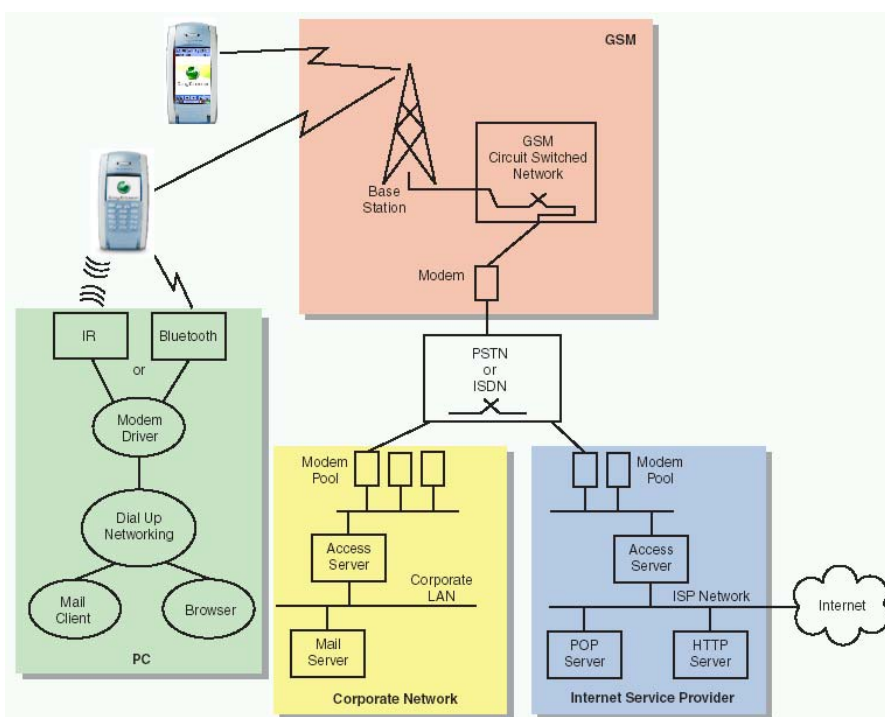 GSM
GSM
Circuit Switched
Network
Base
Station
Modem
IR
Bluetooth
or
PSTN
or
ISDN
Modem
Driver
Modem
Pool
Modem
Pool
Dial Up
Networking
Access
Server
Access
Server
Corporate
LAN
ISP Network
Internet
Mail
Client
Browser
Mail
Server
POP
Server
HTTP
Server
PC
Corporate Network
Internet Service Provider